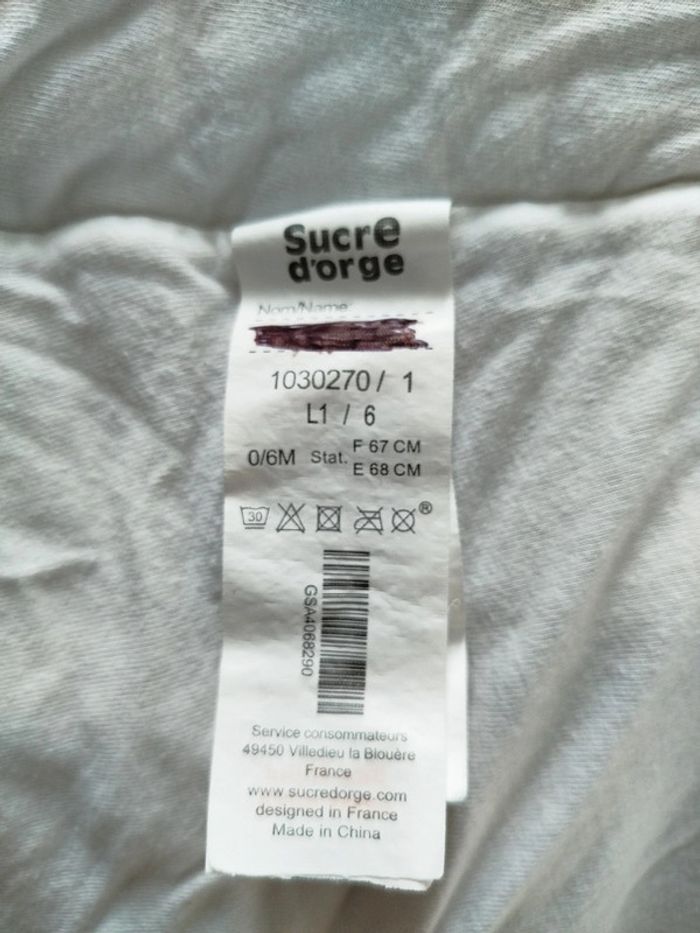 Sucre
d'orge
Nom/Name:
1030270 / 1
L1 / 6
0/6M Stat. F 67 CM
E 68 CM
30
®
GSA4068290
Service consommateurs
49450 Villedieu la Blouère
France
www.sucredorge.com
designed in France
Made in China